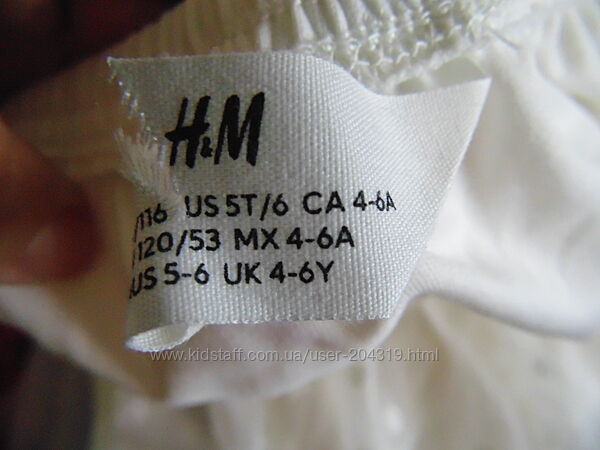 H&M
/116 US 5T/6 CA 4-6A
/120/53 MX 4-6A
US 5-6 UK 4-6Y
www.kidstaff.com.ua/user-204319.html